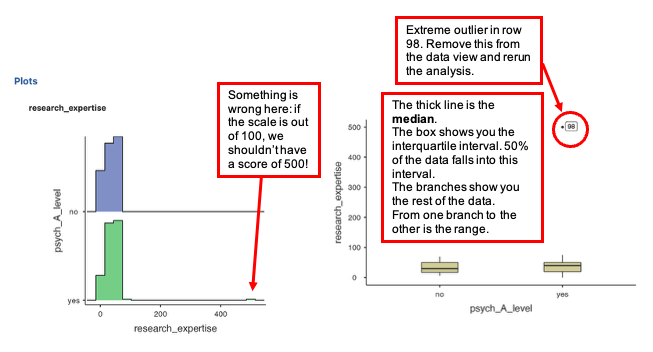 Plots
research_expertise
Something is
wrong here: if
the scale is out
of 100, we
shouldn't have
a score of 500!
psych_A_level
no
yes
0
200
400
research_expertise
Extreme outlier in row
98. Remove this from
the data view and rerun
the analysis.
The thick line is the
median.
The box shows you the
interquartile interval. 50%
of the data falls into this
interval.
The branches show you
the rest of the data.
From one branch to the
other is the range.
98
research_expertise
500
400
300
200
100
0
no
yes
psych_A_level